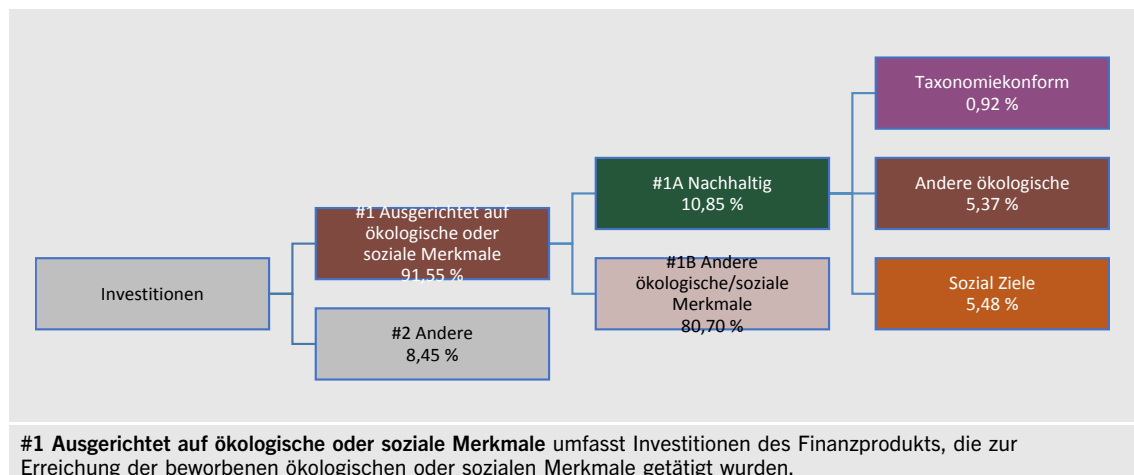 Taxonomiekonform
0,92 %
#1A Nachhaltig
10,85 %
Andere ökologische
5,37 %
#1 Ausgerichtet auf
ökologische oder
soziale Merkmale
91,55 %
#1B Andere
ökologische/soziale
Merkmale
80,70 %
Investitionen
Sozial Ziele
5,48 %
#2 Andere
8,45 %
#1 Ausgerichtet auf ökologische oder soziale Merkmale umfasst Investitionen des Finanzprodukts, die zur
Erreichung der beworbenen ökologischen oder sozialen Merkmale getätigt wurden.